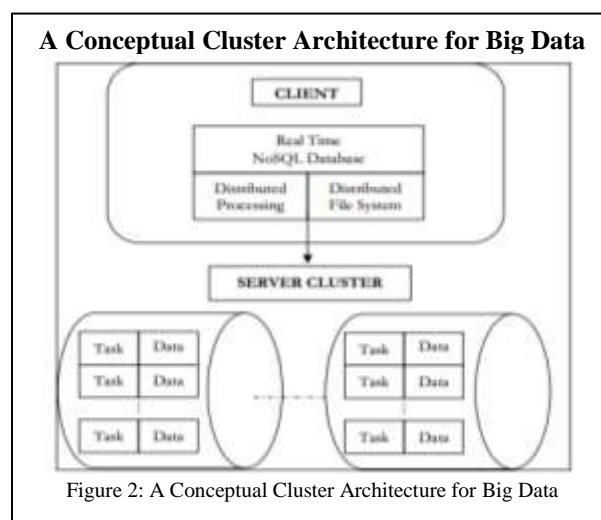 A Conceptual Cluster Architecture for Big Data
CLIENT
Real Time
NoSQL Database
Distributed
Processing
Distributed
File System
SERVER CLUSTER
Task Data
Task Data
Task Data
Task Data
Task Data
Task Data
Figure 2: A Conceptual Cluster Architecture for Big Data